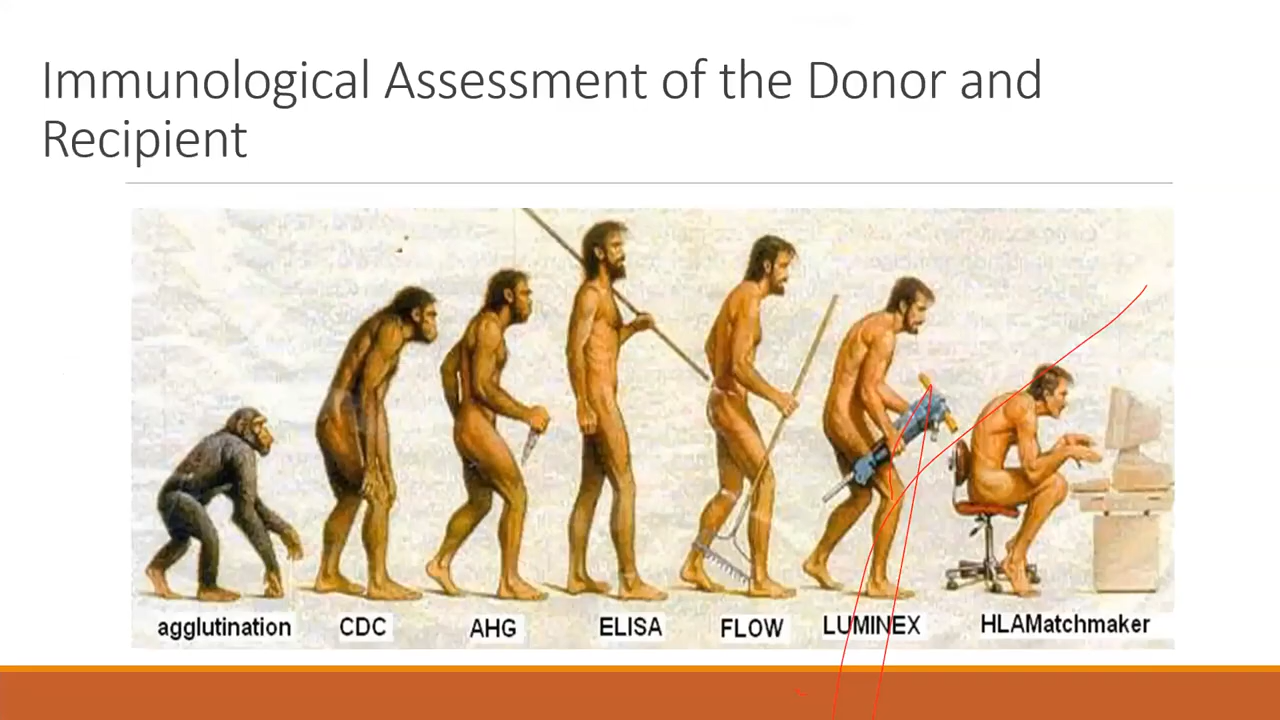 Immunological Assessment of the Donor and
Recipient
agglutination CDC AHG ELISA FLOW LUMINEX HLAMatchmaker